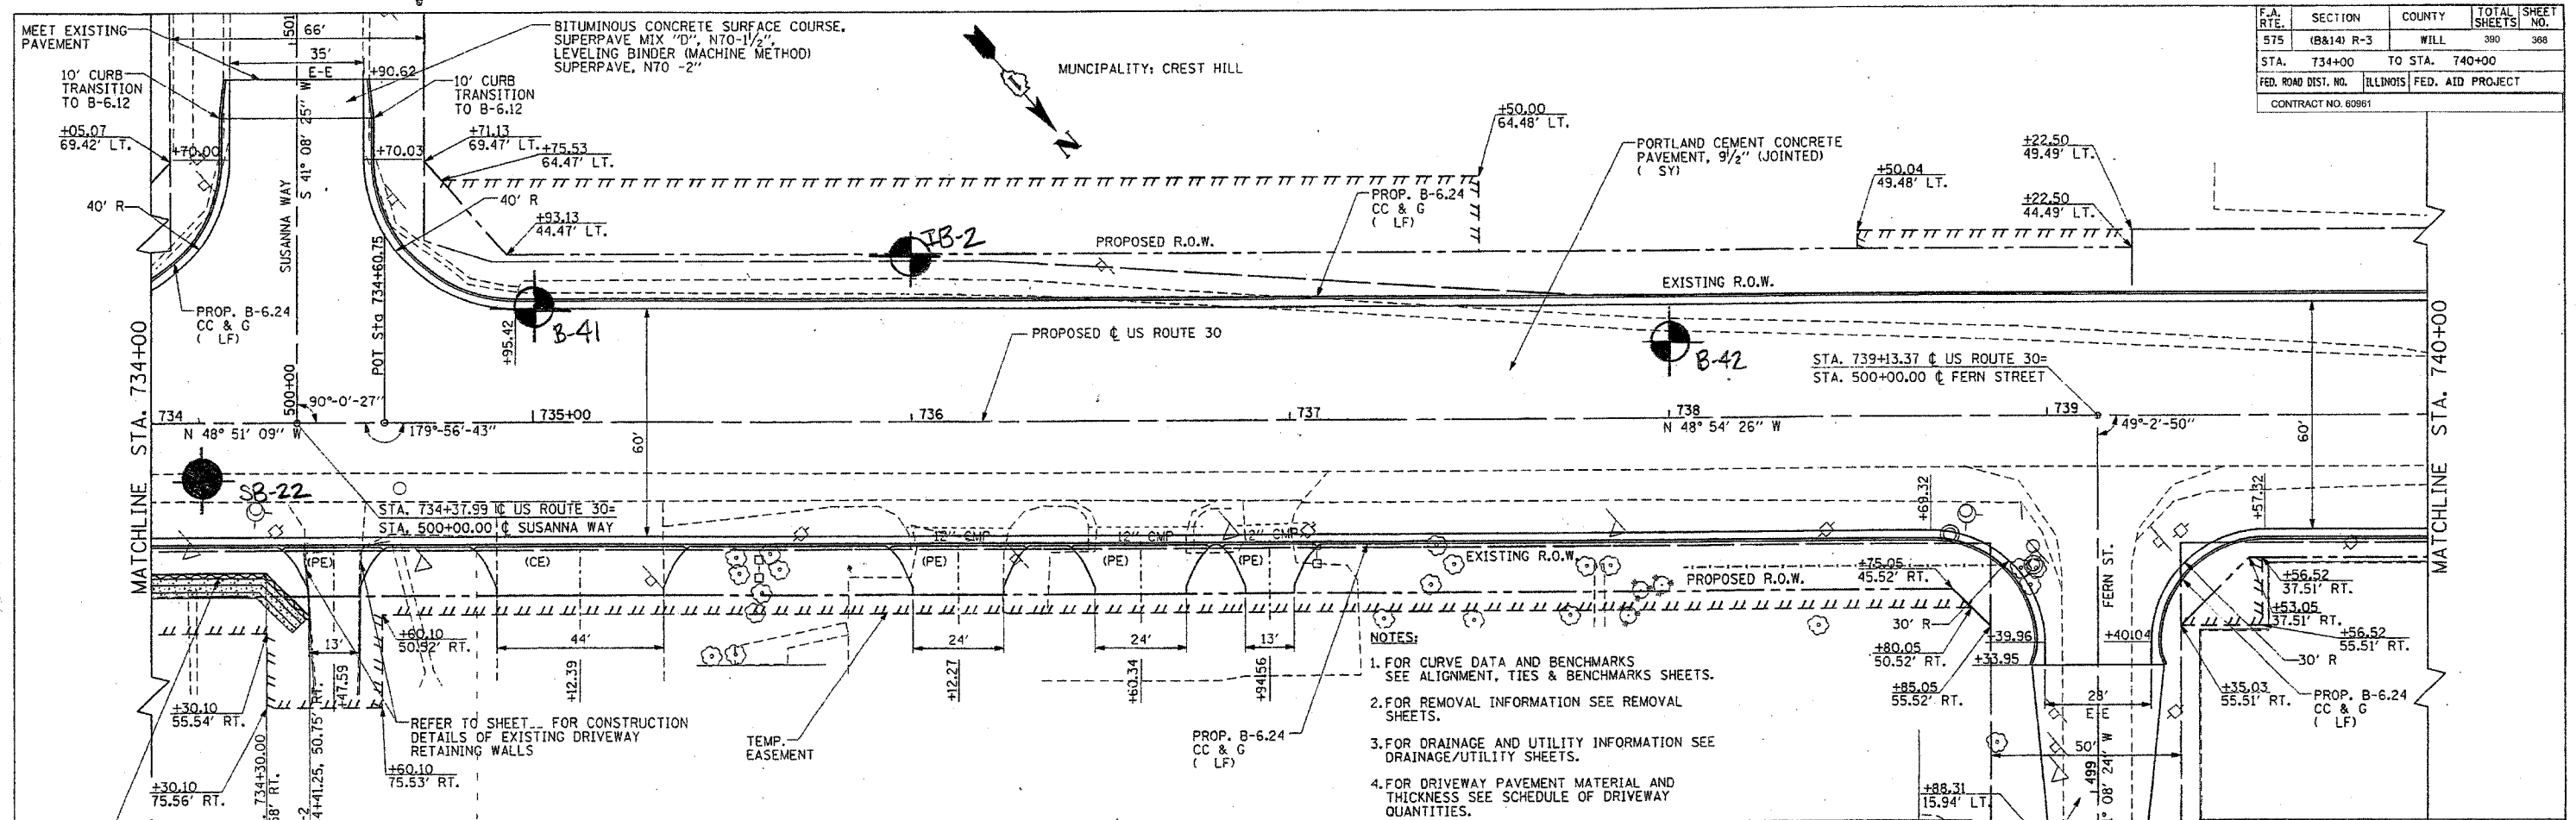 MEET EXISTING
PAVEMENT
501
66'
35'
E-E
+90.62
BITUMINOUS CONCRETE SURFACE COURSE,
SUPERPAVE MIX "D", N70-1½",
LEVELING BINDER (MACHINE METHOD)
SUPERPAVE, N70 -2"
10' CURB
TRANSITION
TO B-6.12
10' CURB
TRANSITION
TO B-6.12
+05.07
69.42' LT.
+70.00
+70.03
+71.13
69.47' LT.
+75.53
64.47' LT.
40' R
40' R
+93.13
44.47' LT.
SUSANNA WAY
S 41° 08' 25" W
POT Sta 734+60.75
N
MUNCIPALITY: CREST HILL
F.A. RTE. SECTION COUNTY TOTAL SHEETS SHEET NO.
575 (B&14) R-3 WILL 390 368
STA. 734+00 TO STA. 740+00
FED. ROAD DIST. NO. ILLINOIS FED. AID PROJECT
CONTRACT NO. 60961
+50.00
64.48' LT.
PORTLAND CEMENT CONCRETE
PAVEMENT, 9½" (JOINTED)
( SY)
+50.04
49.48' LT.
+22.50
49.49' LT.
+22.50
44.49' LT.
PROP. B-6.24
CC & G
( LF)
IB-2
PROPOSED R.O.W.
EXISTING R.O.W.
PROP. B-6.24
CC & G
( LF)
B-41
+95.42
PROPOSED ℄ US ROUTE 30
B-42
STA. 739+13.37 ℄ US ROUTE 30=
STA. 500+00.00 ℄ FERN STREET
MATCHLINE STA. 734+00
MATCHLINE STA. 740+00
500+00
90°-0'-27"
734
735+00
736
737
738
739
N 48° 51' 09" W
179°-56'-43"
N 48° 54' 26" W
49°-2'-50"
60'
60'
SB-22
STA. 734+37.99 ℄ US ROUTE 30=
STA. 500+00.00 ℄ SUSANNA WAY
+69.32
+57.32
12" CMP
12" CMP
12" CMP
(PE)
(CE)
(PE)
(PE)
(PE)
EXISTING R.O.W.
PROPOSED R.O.W.
+75.05
45.52' RT.
FERN ST.
+56.52
37.51' RT.
+53.05
37.51' RT.
+56.52
55.51' RT.
30' R
30' R
+39.96
+40.04
+33.95
+80.05
50.52' RT.
+85.05
55.52' RT.
+35.03
55.51' RT.
PROP. B-6.24
CC & G
( LF)
28'
E-E
50'
+60.10
50.52' RT.
13'
44'
24'
24'
13'
+47.59
+12.39
+12.27
+60.34
+94.56
+30.10
55.54' RT.
+30.10
75.56' RT.
+60.10
75.53' RT.
734+30.00
4+41.25, 50.75' RT.
REFER TO SHEET__ FOR CONSTRUCTION
DETAILS OF EXISTING DRIVEWAY
RETAINING WALLS
TEMP.
EASEMENT
PROP. B-6.24
CC & G
( LF)
NOTES:
1. FOR CURVE DATA AND BENCHMARKS
SEE ALIGNMENT, TIES & BENCHMARKS SHEETS.
2. FOR REMOVAL INFORMATION SEE REMOVAL
SHEETS.
3. FOR DRAINAGE AND UTILITY INFORMATION SEE
DRAINAGE/UTILITY SHEETS.
4. FOR DRIVEWAY PAVEMENT MATERIAL AND
THICKNESS SEE SCHEDULE OF DRIVEWAY
QUANTITIES.
+88.31
15.94' LT.
499
° 08' 24" W